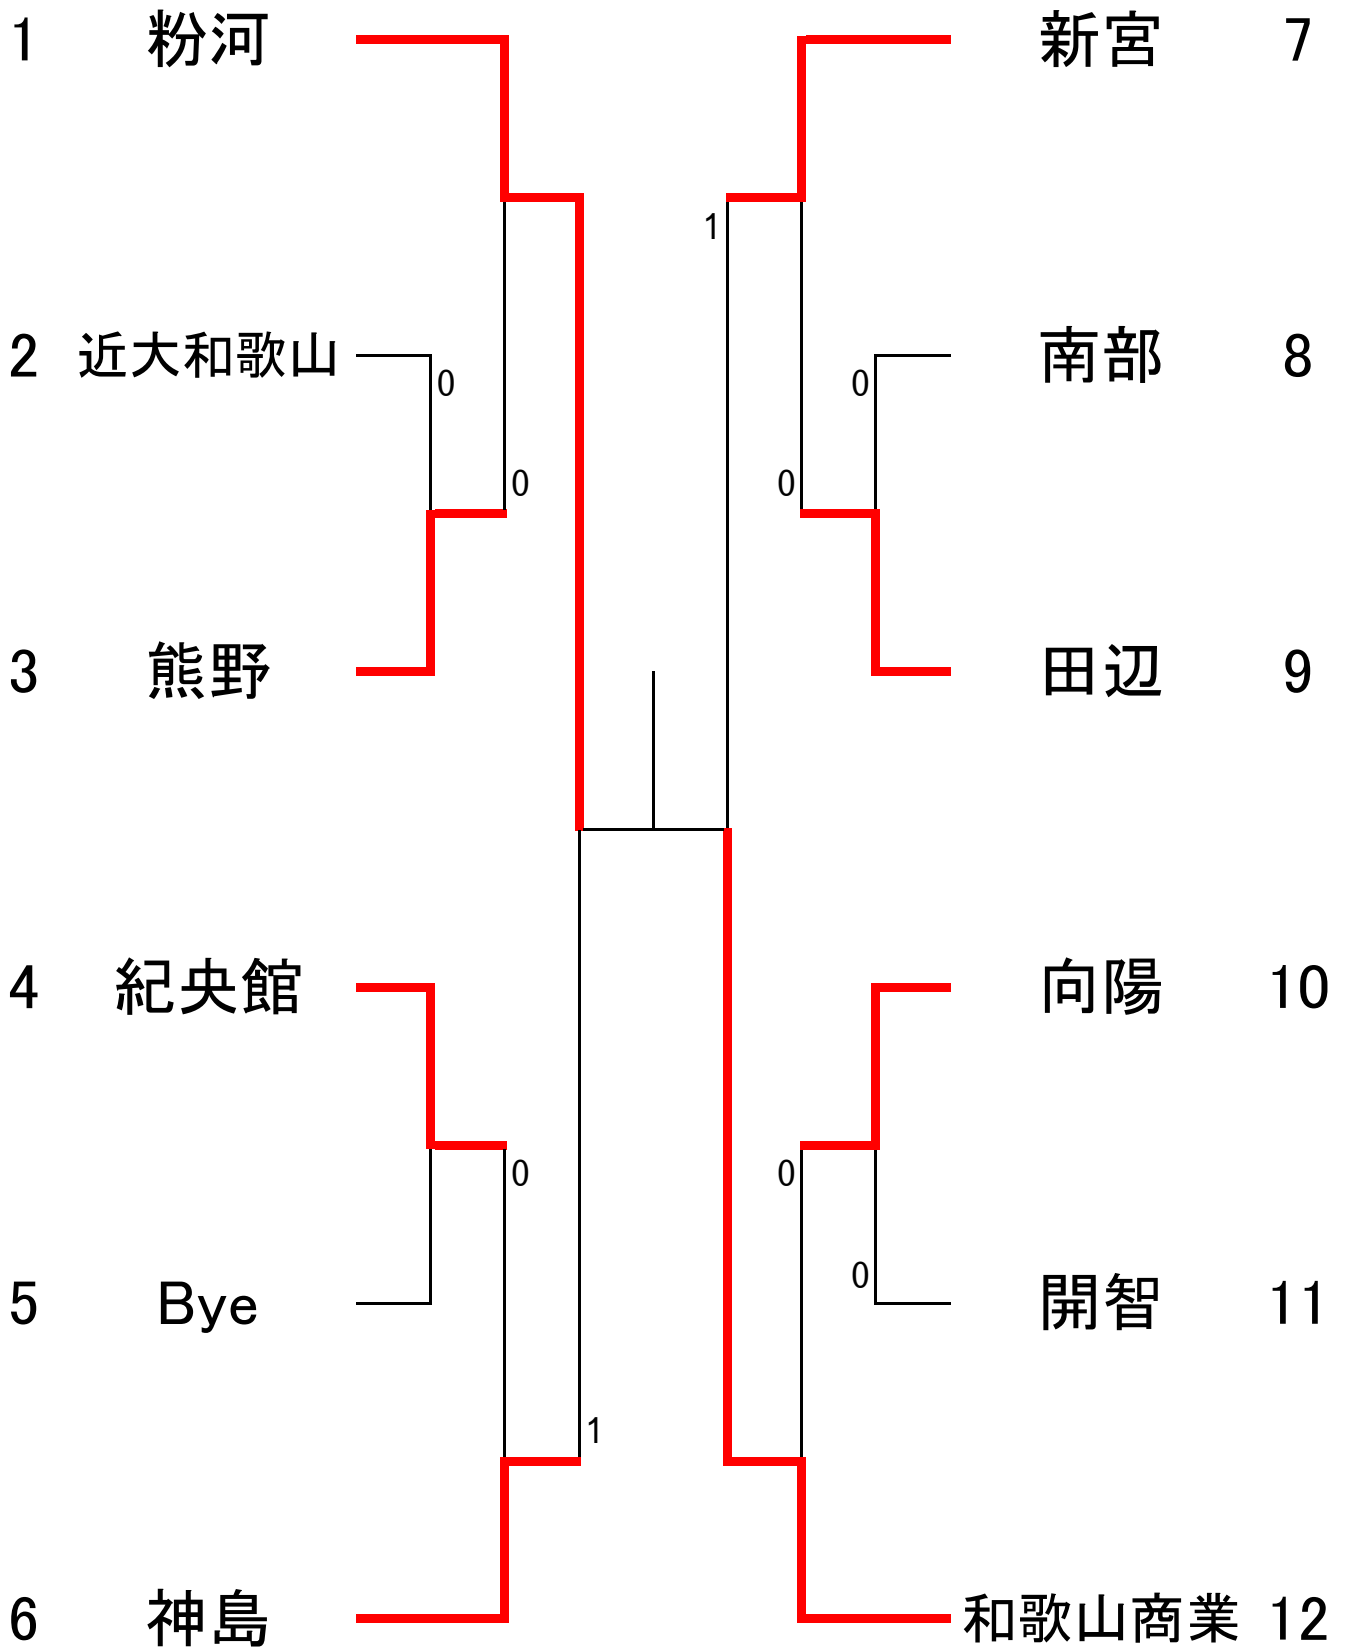 1 粉河 新宮 7
1
2 近大和歌山 0 0 南部 8
0 0
3 熊野 田辺 9
4 紀央館 向陽 10
0 0
5 Bye 0 開智 11
1
6 神島 和歌山商業 12